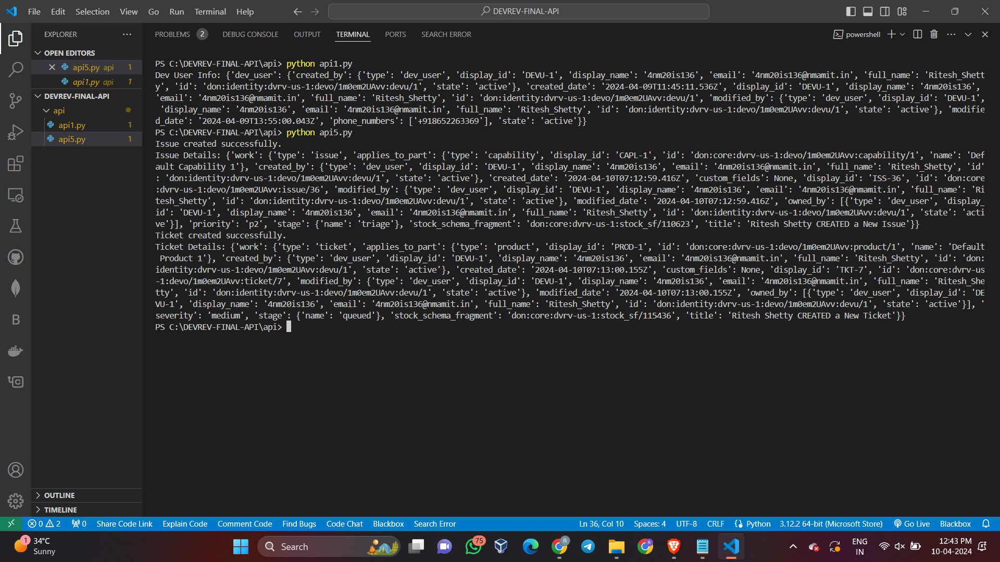 File Edit Selection View Go Run Terminal Help
DEVREV-FINAL-API
EXPLORER
OPEN EDITORS
api5.py api 1
api1.py api 1
DEVREV-FINAL-API
api
api1.py 1
api5.py 1
OUTLINE
TIMELINE
PROBLEMS 2 DEBUG CONSOLE OUTPUT TERMINAL PORTS SEARCH ERROR
powershell
PS C:\DEVREV-FINAL-API\api> python api1.py
Dev User Info: {'dev_user': {'created_by': {'type': 'dev_user', 'display_id': 'DEVU-1', 'display_name': '4nm20is136', 'email': '4nm20is136@nmamit.in', 'full_name': 'Ritesh_Shett
y', 'id': 'don:identity:dvrv-us-1:devo/1m0em2UAvv:devu/1', 'state': 'active'}, 'created_date': '2024-04-09T11:45:11.536Z', 'display_id': 'DEVU-1', 'display_name': '4nm20is136',
'email': '4nm20is136@nmamit.in', 'full_name': 'Ritesh_Shetty', 'id': 'don:identity:dvrv-us-1:devo/1m0em2UAvv:devu/1', 'modified_by': {'type': 'dev_user', 'display_id': 'DEVU-1',
'display_name': '4nm20is136', 'email': '4nm20is136@nmamit.in', 'full_name': 'Ritesh_Shetty', 'id': 'don:identity:dvrv-us-1:devo/1m0em2UAvv:devu/1', 'state': 'active'}, 'modifie
d_date': '2024-04-09T13:55:00.043Z', 'phone_numbers': ['+918652263369'], 'state': 'active'}}
PS C:\DEVREV-FINAL-API\api> python api5.py
Issue created successfully.
Issue Details: {'work': {'type': 'issue', 'applies_to_part': {'type': 'capability', 'display_id': 'CAPL-1', 'id': 'don:core:dvrv-us-1:devo/1m0em2UAvv:capability/1', 'name': 'Def
ault Capability 1'}, 'created_by': {'type': 'dev_user', 'display_id': 'DEVU-1', 'display_name': '4nm20is136', 'email': '4nm20is136@nmamit.in', 'full_name': 'Ritesh_Shetty', 'id'
: 'don:identity:dvrv-us-1:devo/1m0em2UAvv:devu/1', 'state': 'active'}, 'created_date': '2024-04-10T07:12:59.416Z', 'custom_fields': None, 'display_id': 'ISS-36', 'id': 'don:core
:dvrv-us-1:devo/1m0em2UAvv:issue/36', 'modified_by': {'type': 'dev_user', 'display_id': 'DEVU-1', 'display_name': '4nm20is136', 'email': '4nm20is136@nmamit.in', 'full_name': 'Ri
tesh_Shetty', 'id': 'don:identity:dvrv-us-1:devo/1m0em2UAvv:devu/1', 'state': 'active'}, 'modified_date': '2024-04-10T07:12:59.416Z', 'owned_by': [{'type': 'dev_user', 'display_
id': 'DEVU-1', 'display_name': '4nm20is136', 'email': '4nm20is136@nmamit.in', 'full_name': 'Ritesh_Shetty', 'id': 'don:identity:dvrv-us-1:devo/1m0em2UAvv:devu/1', 'state': 'acti
ve'}], 'priority': 'p2', 'stage': {'name': 'triage'}, 'stock_schema_fragment': 'don:core:dvrv-us-1:stock_sf/110623', 'title': 'Ritesh Shetty CREATED a New Issue'}}
Ticket created successfully.
Ticket Details: {'work': {'type': 'ticket', 'applies_to_part': {'type': 'product', 'display_id': 'PROD-1', 'id': 'don:core:dvrv-us-1:devo/1m0em2UAvv:product/1', 'name': 'Default
Product 1'}, 'created_by': {'type': 'dev_user', 'display_id': 'DEVU-1', 'display_name': '4nm20is136', 'email': '4nm20is136@nmamit.in', 'full_name': 'Ritesh_Shetty', 'id': 'don:
identity:dvrv-us-1:devo/1m0em2UAvv:devu/1', 'state': 'active'}, 'created_date': '2024-04-10T07:13:00.155Z', 'custom_fields': None, 'display_id': 'TKT-7', 'id': 'don:core:dvrv-us
-1:devo/1m0em2UAvv:ticket/7', 'modified_by': {'type': 'dev_user', 'display_id': 'DEVU-1', 'display_name': '4nm20is136', 'email': '4nm20is136@nmamit.in', 'full_name': 'Ritesh_She
tty', 'id': 'don:identity:dvrv-us-1:devo/1m0em2UAvv:devu/1', 'state': 'active'}, 'modified_date': '2024-04-10T07:13:00.155Z', 'owned_by': [{'type': 'dev_user', 'display_id': 'DE
VU-1', 'display_name': '4nm20is136', 'email': '4nm20is136@nmamit.in', 'full_name': 'Ritesh_Shetty', 'id': 'don:identity:dvrv-us-1:devo/1m0em2UAvv:devu/1', 'state': 'active'}], '
severity': 'medium', 'stage': {'name': 'queued'}, 'stock_schema_fragment': 'don:core:dvrv-us-1:stock_sf/115436', 'title': 'Ritesh Shetty CREATED a New Ticket'}}
PS C:\DEVREV-FINAL-API\api>
0 2 0 Share Code Link Explain Code Comment Code Find Bugs Code Chat Blackbox Search Error Ln 36, Col 10 Spaces: 4 UTF-8 CRLF Python 3.12.2 64-bit (Microsoft Store) Go Live Blackbox
1 34°C
Sunny
Search
75
ENG
IN
12:43 PM
10-04-2024